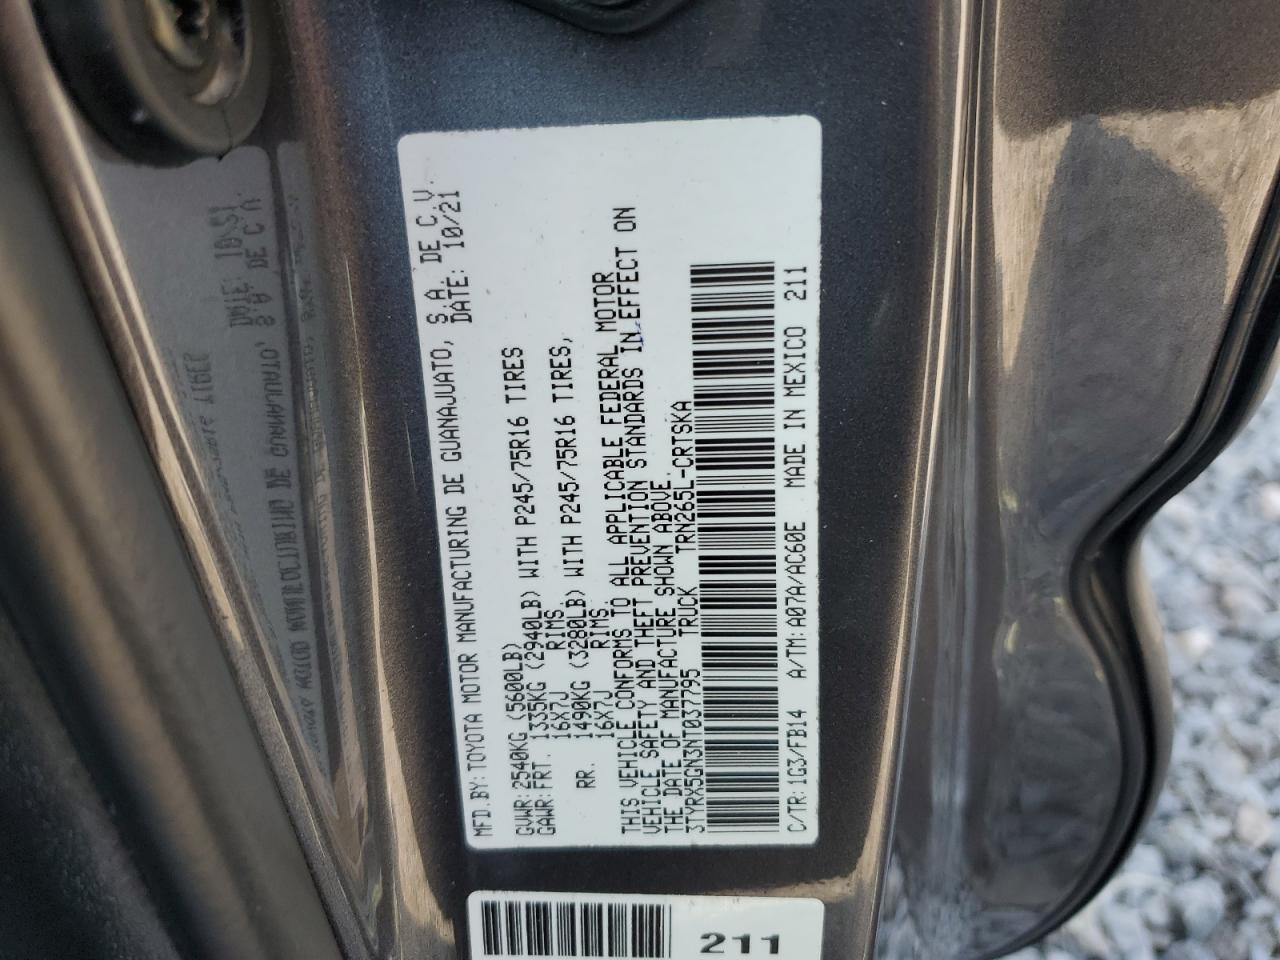 MFD.BY: TOYOTA MOTOR MANUFACTURING DE GUANAJUATO, S.A. DE C.V.
DATE: 10/21
GVWR: 2540KG (5600LB)
GAWR: FRT. 1335KG (2940LB) WITH P245/75R16 TIRES
16X7J RIMS
RR. 1490KG (3280LB) WITH P245/75R16 TIRES,
16X7J RIMS
THIS VEHICLE CONFORMS TO ALL APPLICABLE FEDERAL MOTOR
VEHICLE SAFETY AND THEFT PREVENTION STANDARDS IN EFFECT ON
THE DATE OF MANUFACTURE SHOWN ABOVE.
3TYRX5GN3NT037795 TRUCK TRN265L-CRTSKA
C/TR: 1G3/FB14 A/TM: A07A/AC60E MADE IN MEXICO 211
211